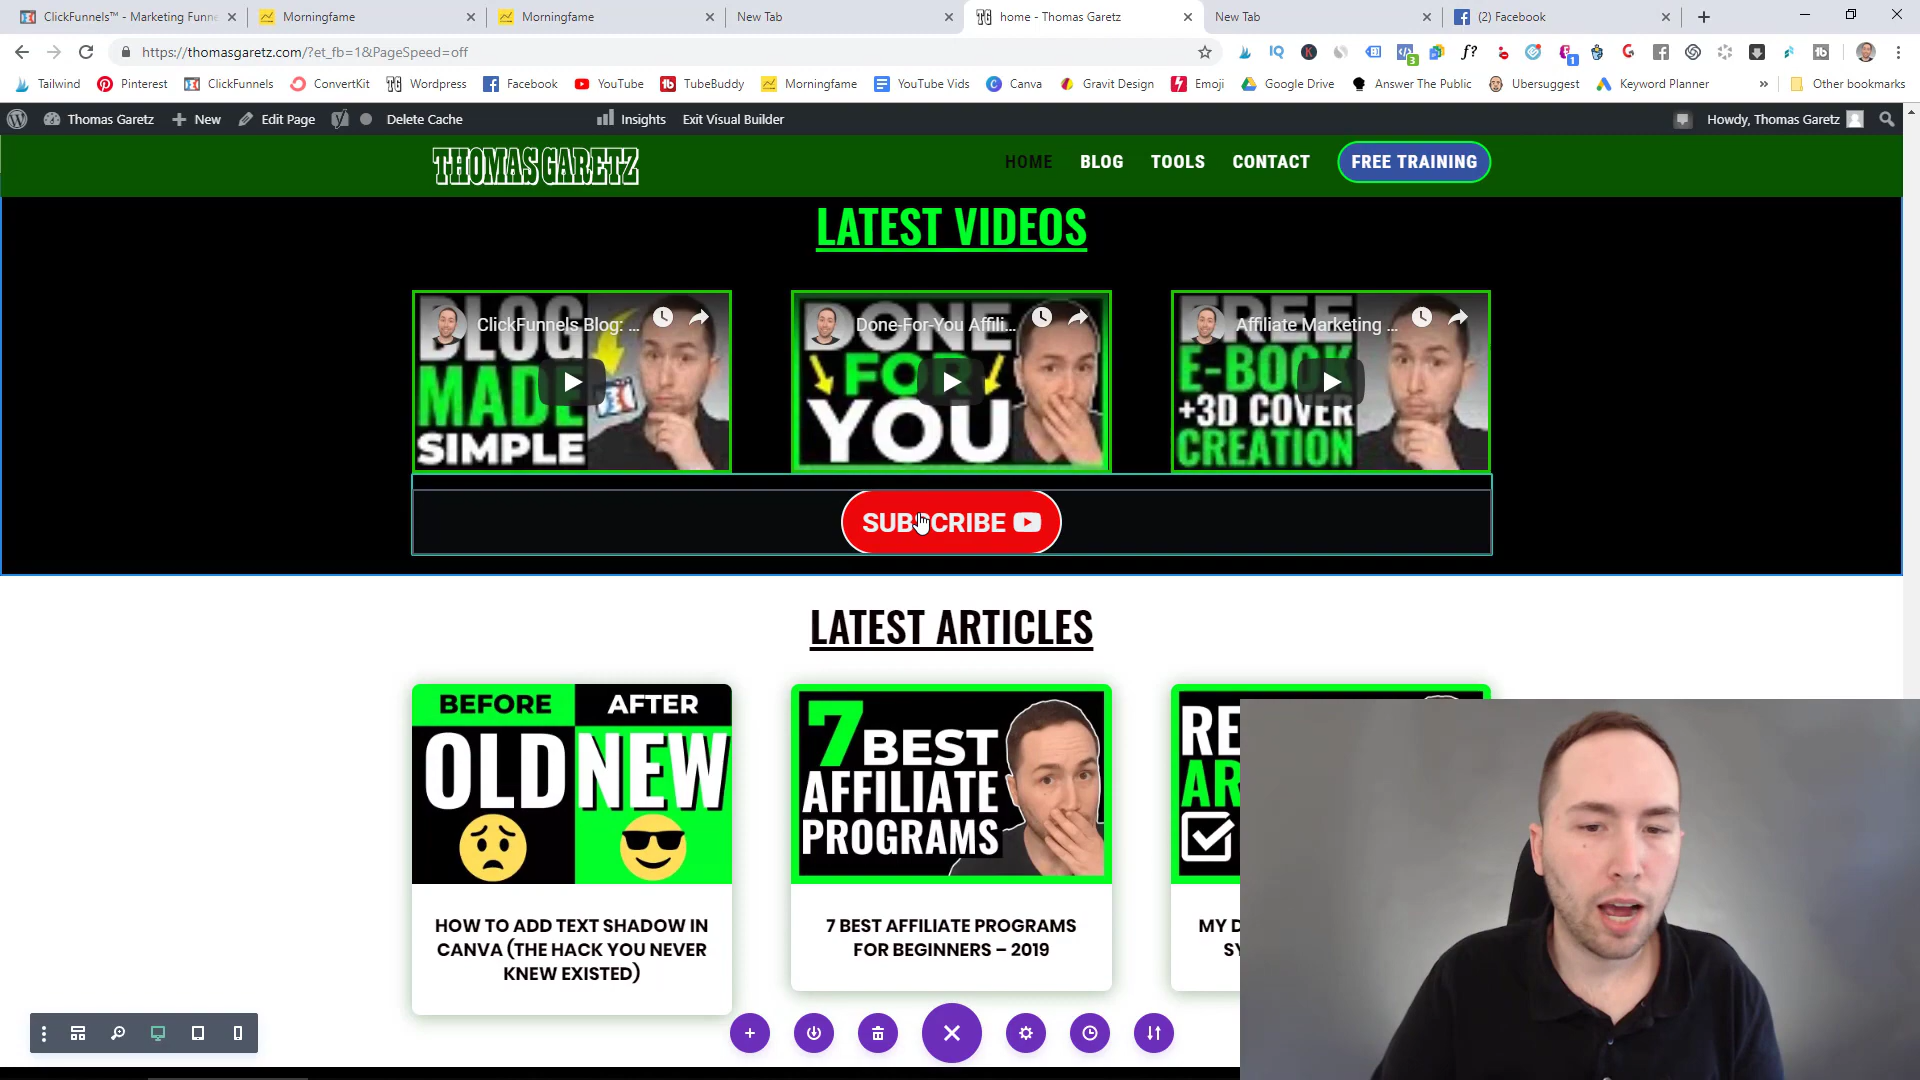 ClickFunnels™ - Marketing Funne
Morningfame
Morningfame
New Tab
home - Thomas Garetz
New Tab
(2) Facebook
https://thomasgaretz.com/?et_fb=1&PageSpeed=off
Tailwind
Pinterest
ClickFunnels
ConvertKit
Wordpress
Facebook
YouTube
TubeBuddy
Morningfame
YouTube Vids
Canva
Gravit Design
Emoji
Google Drive
Answer The Public
Ubersuggest
Keyword Planner
»
Other bookmarks
Thomas Garetz
New
Edit Page
Delete Cache
Insights
Exit Visual Builder
Howdy, Thomas Garetz
THOMAS GARETZ
HOME
BLOG
TOOLS
CONTACT
FREE TRAINING
LATEST VIDEOS
ClickFunnels Blog: ...
BLOG
MADE
SIMPLE
Done-For-You Affili...
DONE
FOR
YOU
Affiliate Marketing ...
FREE
E-BOOK
+3D COVER
CREATION
SUBSCRIBE
LATEST ARTICLES
BEFORE
AFTER
OLD
NEW
7 BEST
AFFILIATE
PROGRAMS
RE
AR
HOW TO ADD TEXT SHADOW IN
CANVA (THE HACK YOU NEVER
KNEW EXISTED)
7 BEST AFFILIATE PROGRAMS
FOR BEGINNERS – 2019
MY D
SY